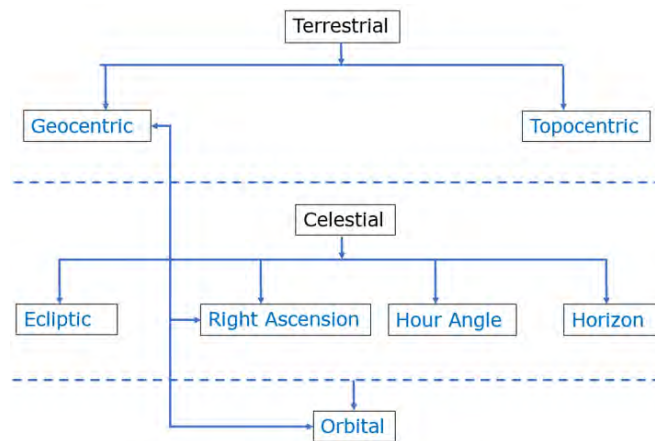 Terrestrial
Geocentric
Topocentric
Celestial
Ecliptic
Right Ascension
Hour Angle
Horizon
Orbital